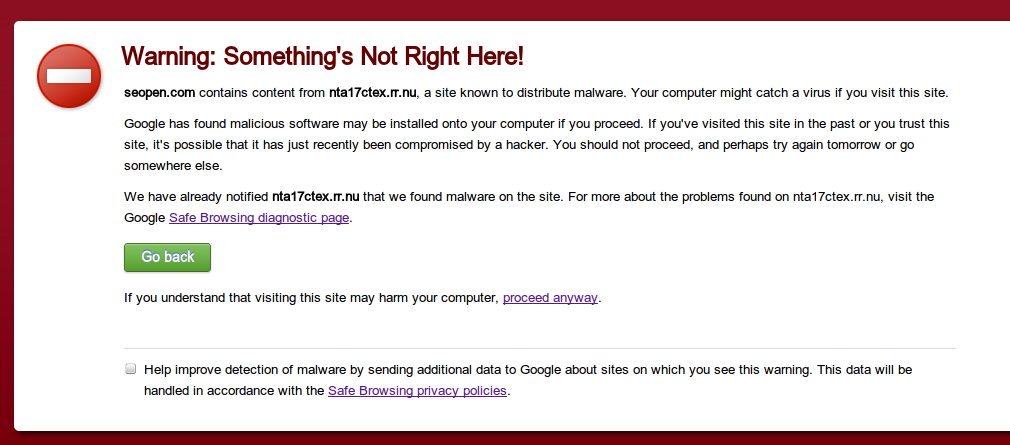 Warning: Something's Not Right Here!
seopen.com contains content from nta17ctex.rr.nu, a site known to distribute malware. Your computer might catch a virus if you visit this site.
Google has found malicious software may be installed onto your computer if you proceed. If you've visited this site in the past or you trust this
site, it's possible that it has just recently been compromised by a hacker. You should not proceed, and perhaps try again tomorrow or go
somewhere else.
We have already notified nta17ctex.rr.nu that we found malware on the site. For more about the problems found on nta17ctex.rr.nu, visit the
Google Safe Browsing diagnostic page.
Go back
If you understand that visiting this site may harm your computer, proceed anyway.
Help improve detection of malware by sending additional data to Google about sites on which you see this warning. This data will be
handled in accordance with the Safe Browsing privacy policies.